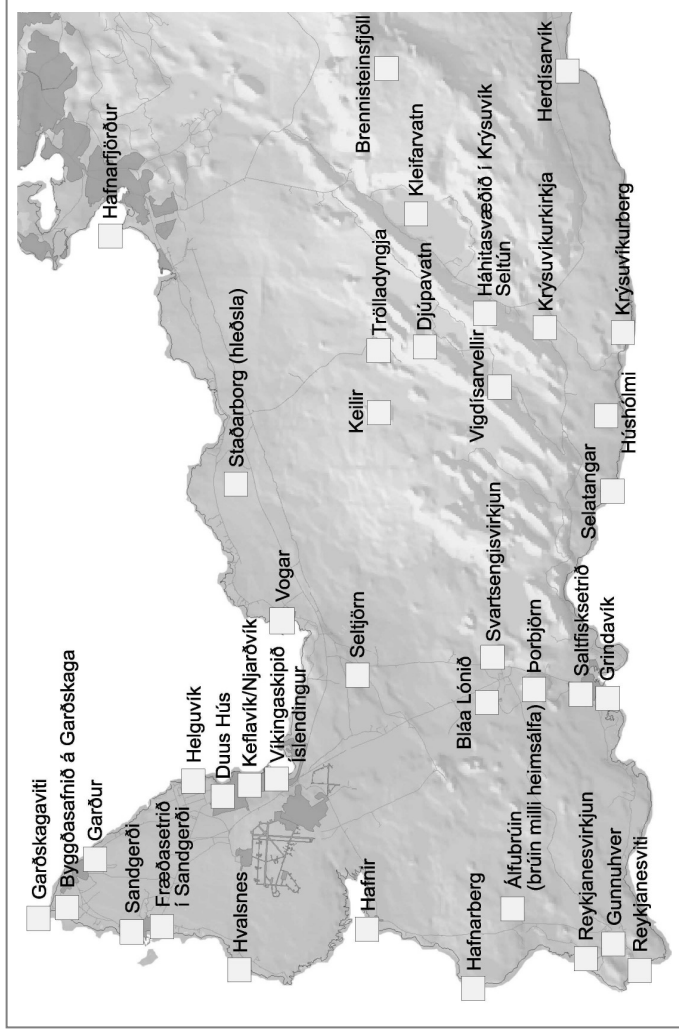 Garðskagaviti
Byggðasafnið á Garðskaga
Garður
Sandgerði
Fræðasetrið
í Sandgerði
Hvalsnes
Helguvík
Duus Hús
Keflavík/Njarðvík
Víkingaskipið
Íslendingur
Vogar
Staðarborg (hleðsla)
Hafnarfjörður
Hafnir
Seltjörn
Keilir
Trölladyngja
Brennisteinsfjöll
Djúpavatn
Kleifarvatn
Hafnarberg
Álfubrúin
(brúin milli heimsálfa)
Bláa Lónið
Svartsengisvirkjun
Þorbjörn
Vigdísarvellir
Háhitasvæðið í Krýsuvík
Seltún
Krýsuvíkurkirkja
Herdísarvík
Reykjanesvirkjun
Gunnuhver
Reykjanesviti
Saltfisksetrið
Grindavík
Selatangar
Húshólmi
Krýsuvíkurberg